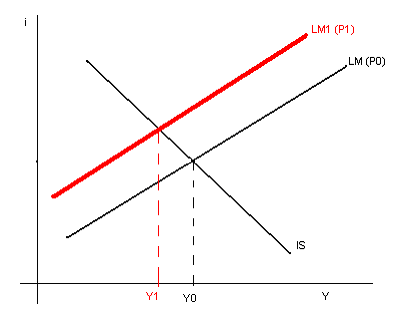 i
LM1 (P1)
LM (P0)
IS
Y1
Y0
Y